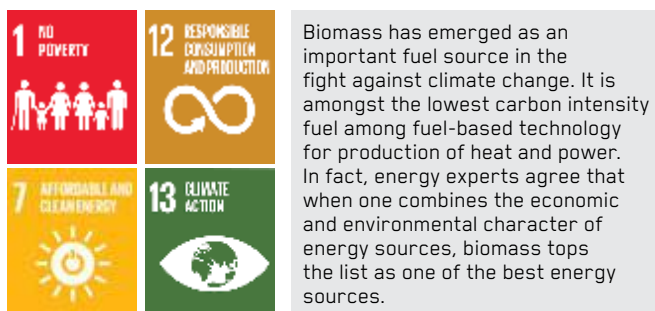 1 NO
POVERTY
12 RESPONSIBLE
CONSUMPTION
AND PRODUCTION
7 AFFORDABLE AND
CLEAN ENERGY
13 CLIMATE
ACTION
Biomass has emerged as an
important fuel source in the
fight against climate change. It is
amongst the lowest carbon intensity
fuel among fuel-based technology
for production of heat and power.
In fact, energy experts agree that
when one combines the economic
and environmental character of
energy sources, biomass tops
the list as one of the best energy
sources.